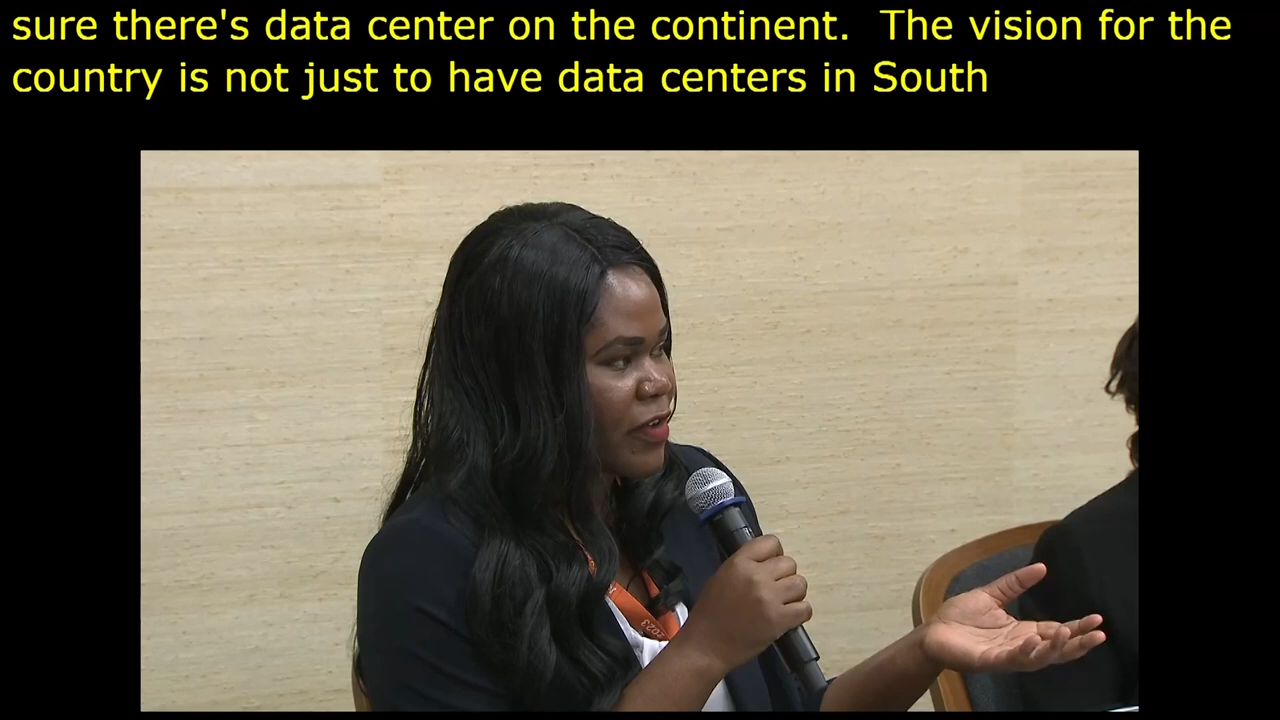 sure there's data center on the continent.  The vision for the
country is not just to have data centers in South
2023